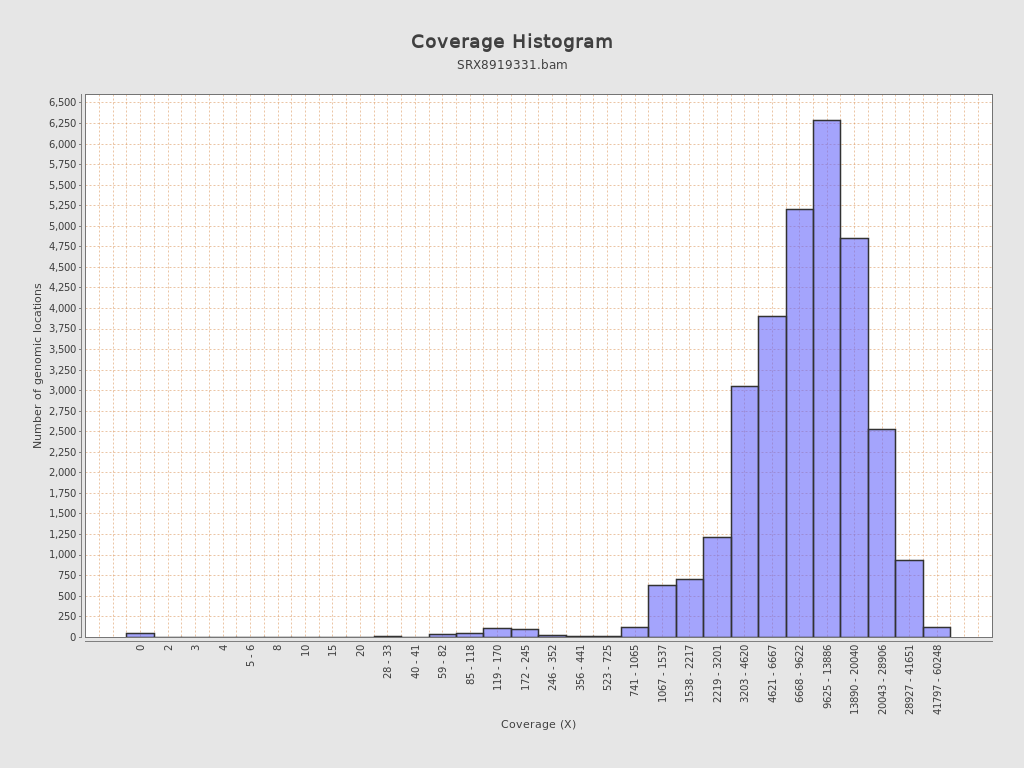 Coverage Histogram
SRX8919331.bam
Number of genomic locations
6,500
6,250
6,000
5,750
5,500
5,250
5,000
4,750
4,500
4,250
4,000
3,750
3,500
3,250
3,000
2,750
2,500
2,250
2,000
1,750
1,500
1,250
1,000
750
500
250
0
0
2
3
4
5 - 6
8
10
15
20
28 - 33
40 - 41
59 - 82
85 - 118
119 - 170
172 - 245
246 - 352
356 - 441
523 - 725
741 - 1065
1067 - 1537
1538 - 2217
2219 - 3201
3203 - 4620
4621 - 6667
6668 - 9622
9625 - 13886
13890 - 20040
20043 - 28906
28927 - 41651
41797 - 60248
Coverage (X)